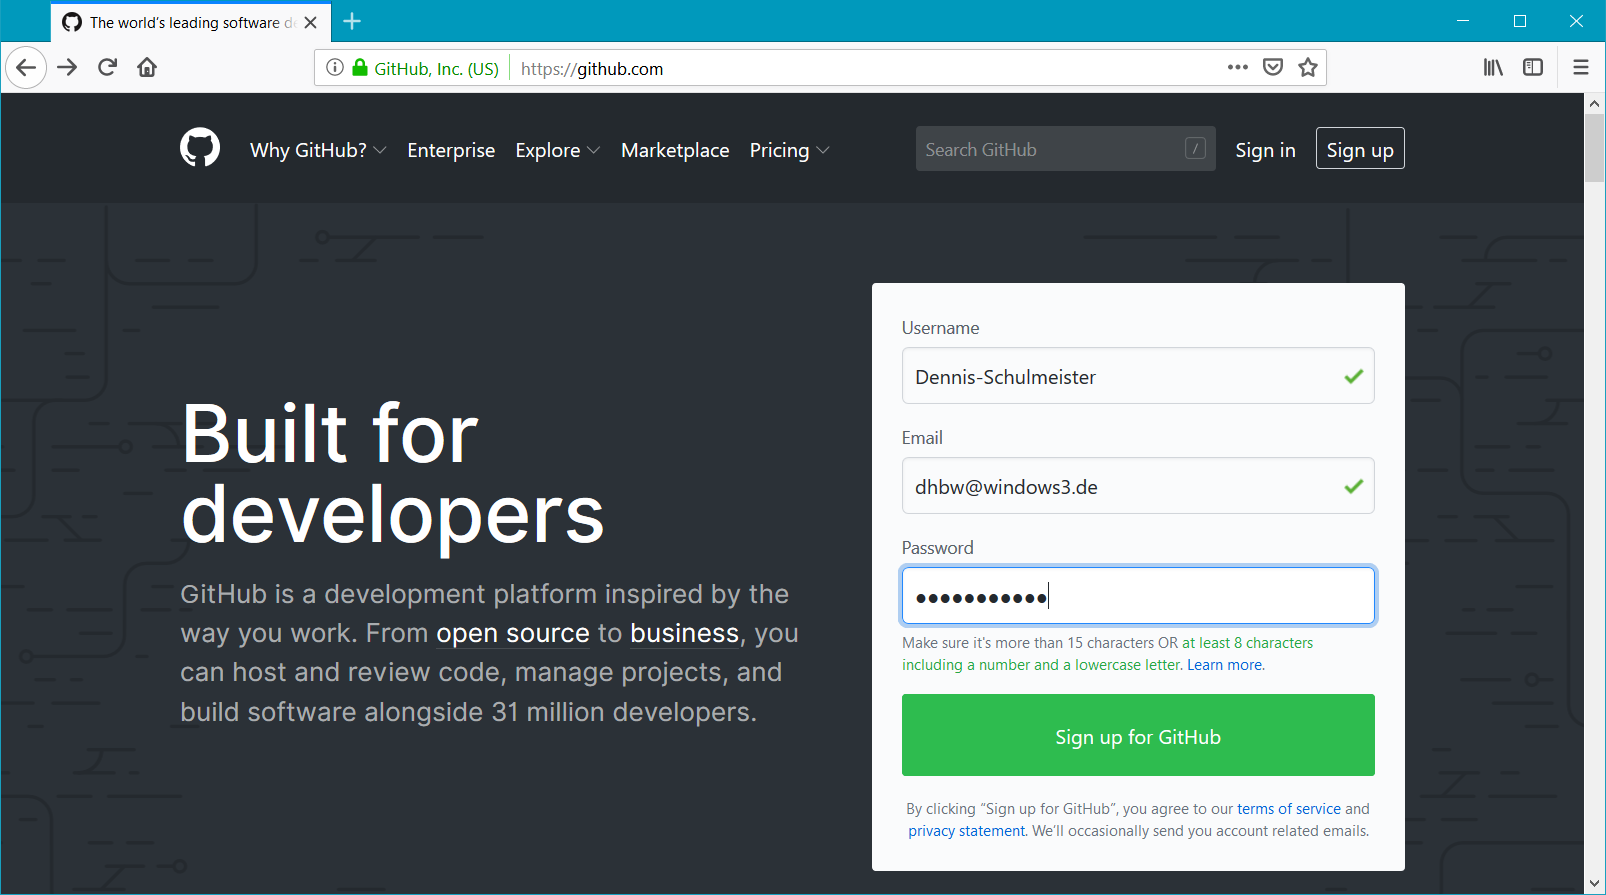 The world's leading software de
GitHub, Inc. (US) https://github.com
Why GitHub? Enterprise Explore Marketplace Pricing Search GitHub / Sign in Sign up
Built for
developers
GitHub is a development platform inspired by the
way you work. From open source to business, you
can host and review code, manage projects, and
build software alongside 31 million developers.
Username
Dennis-Schulmeister
Email
dhbw@windows3.de
Password
●●●●●●●●●●●
Make sure it's more than 15 characters OR at least 8 characters
including a number and a lowercase letter. Learn more.
Sign up for GitHub
By clicking “Sign up for GitHub”, you agree to our terms of service and
privacy statement. We’ll occasionally send you account related emails.